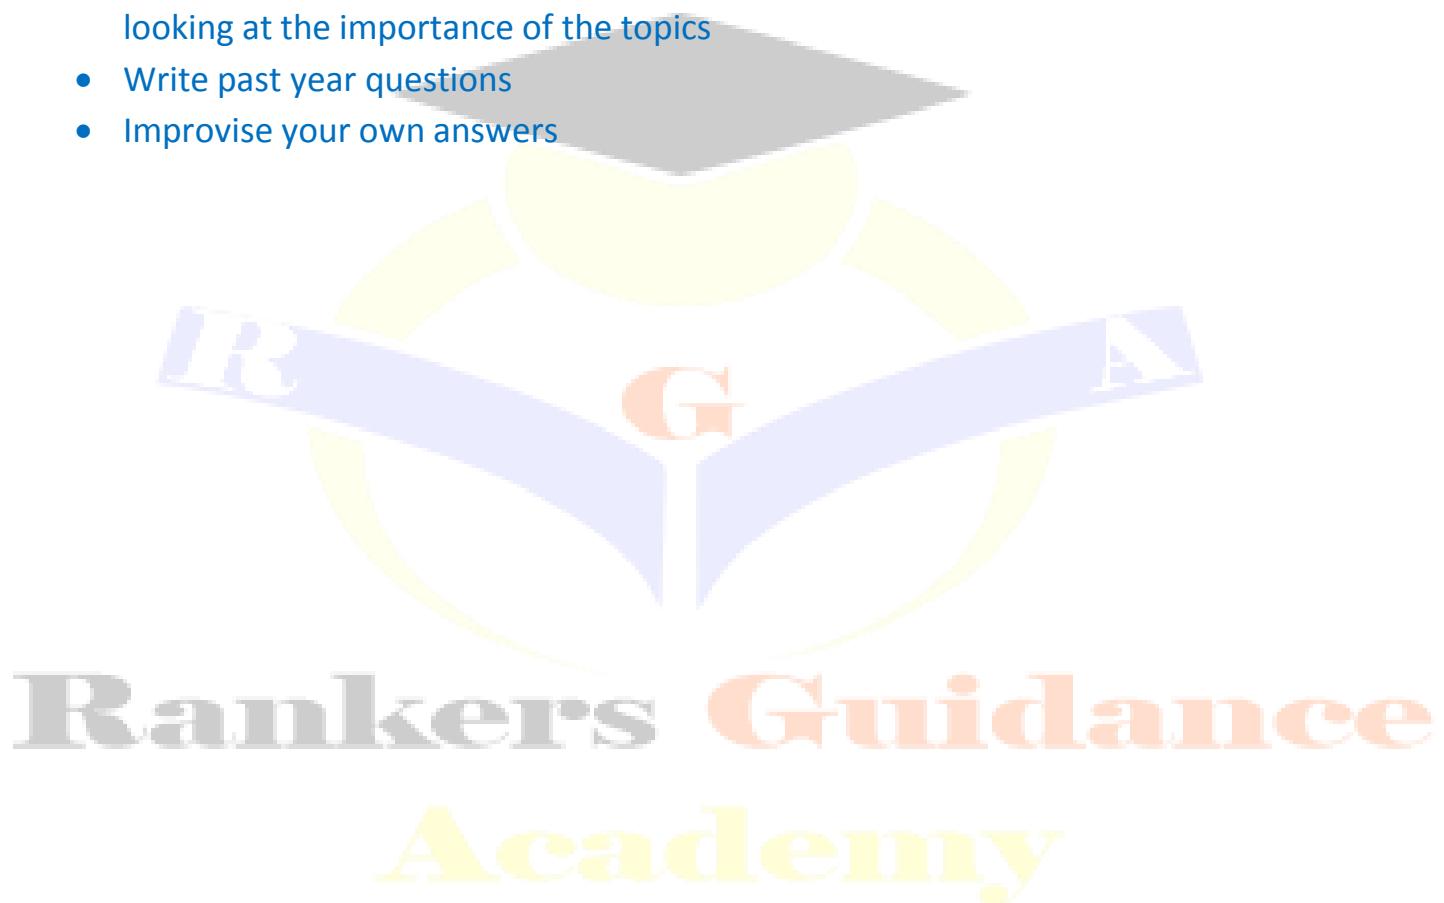 looking at the importance of the topics
• Write past year questions
• Improvise your own answers
R
G
A
Rankers Guidance
Academy